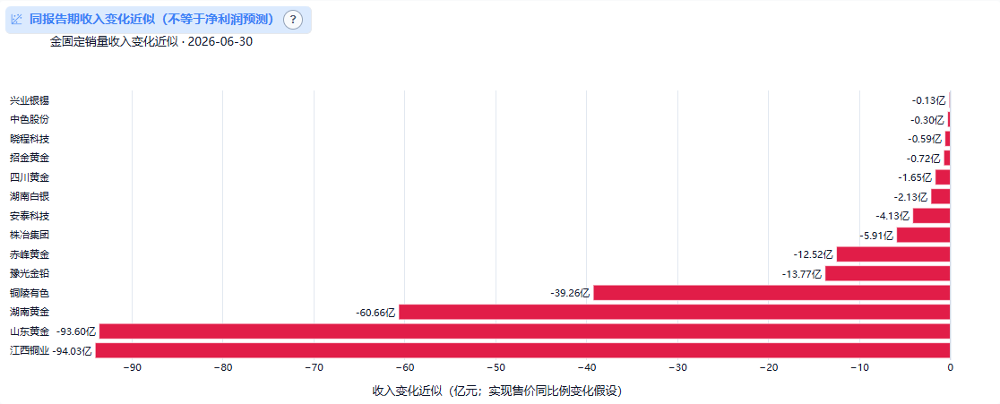 同报告期收入变化近似（不等于净利润预测） ?
金固定销量收入变化近似 · 2026-06-30
兴业银锡 -0.13亿
中色股份 -0.30亿
晓程科技 -0.59亿
招金黄金 -0.72亿
四川黄金 -1.65亿
湖南白银 -2.13亿
安泰科技 -4.13亿
株冶集团 -5.91亿
赤峰黄金 -12.52亿
豫光金铅 -13.77亿
铜陵有色 -39.26亿
湖南黄金 -60.66亿
山东黄金 -93.60亿
江西铜业 -94.03亿
−90 −80 −70 −60 −50 −40 −30 −20 −10 0
收入变化近似（亿元；实现售价同比例变化假设）